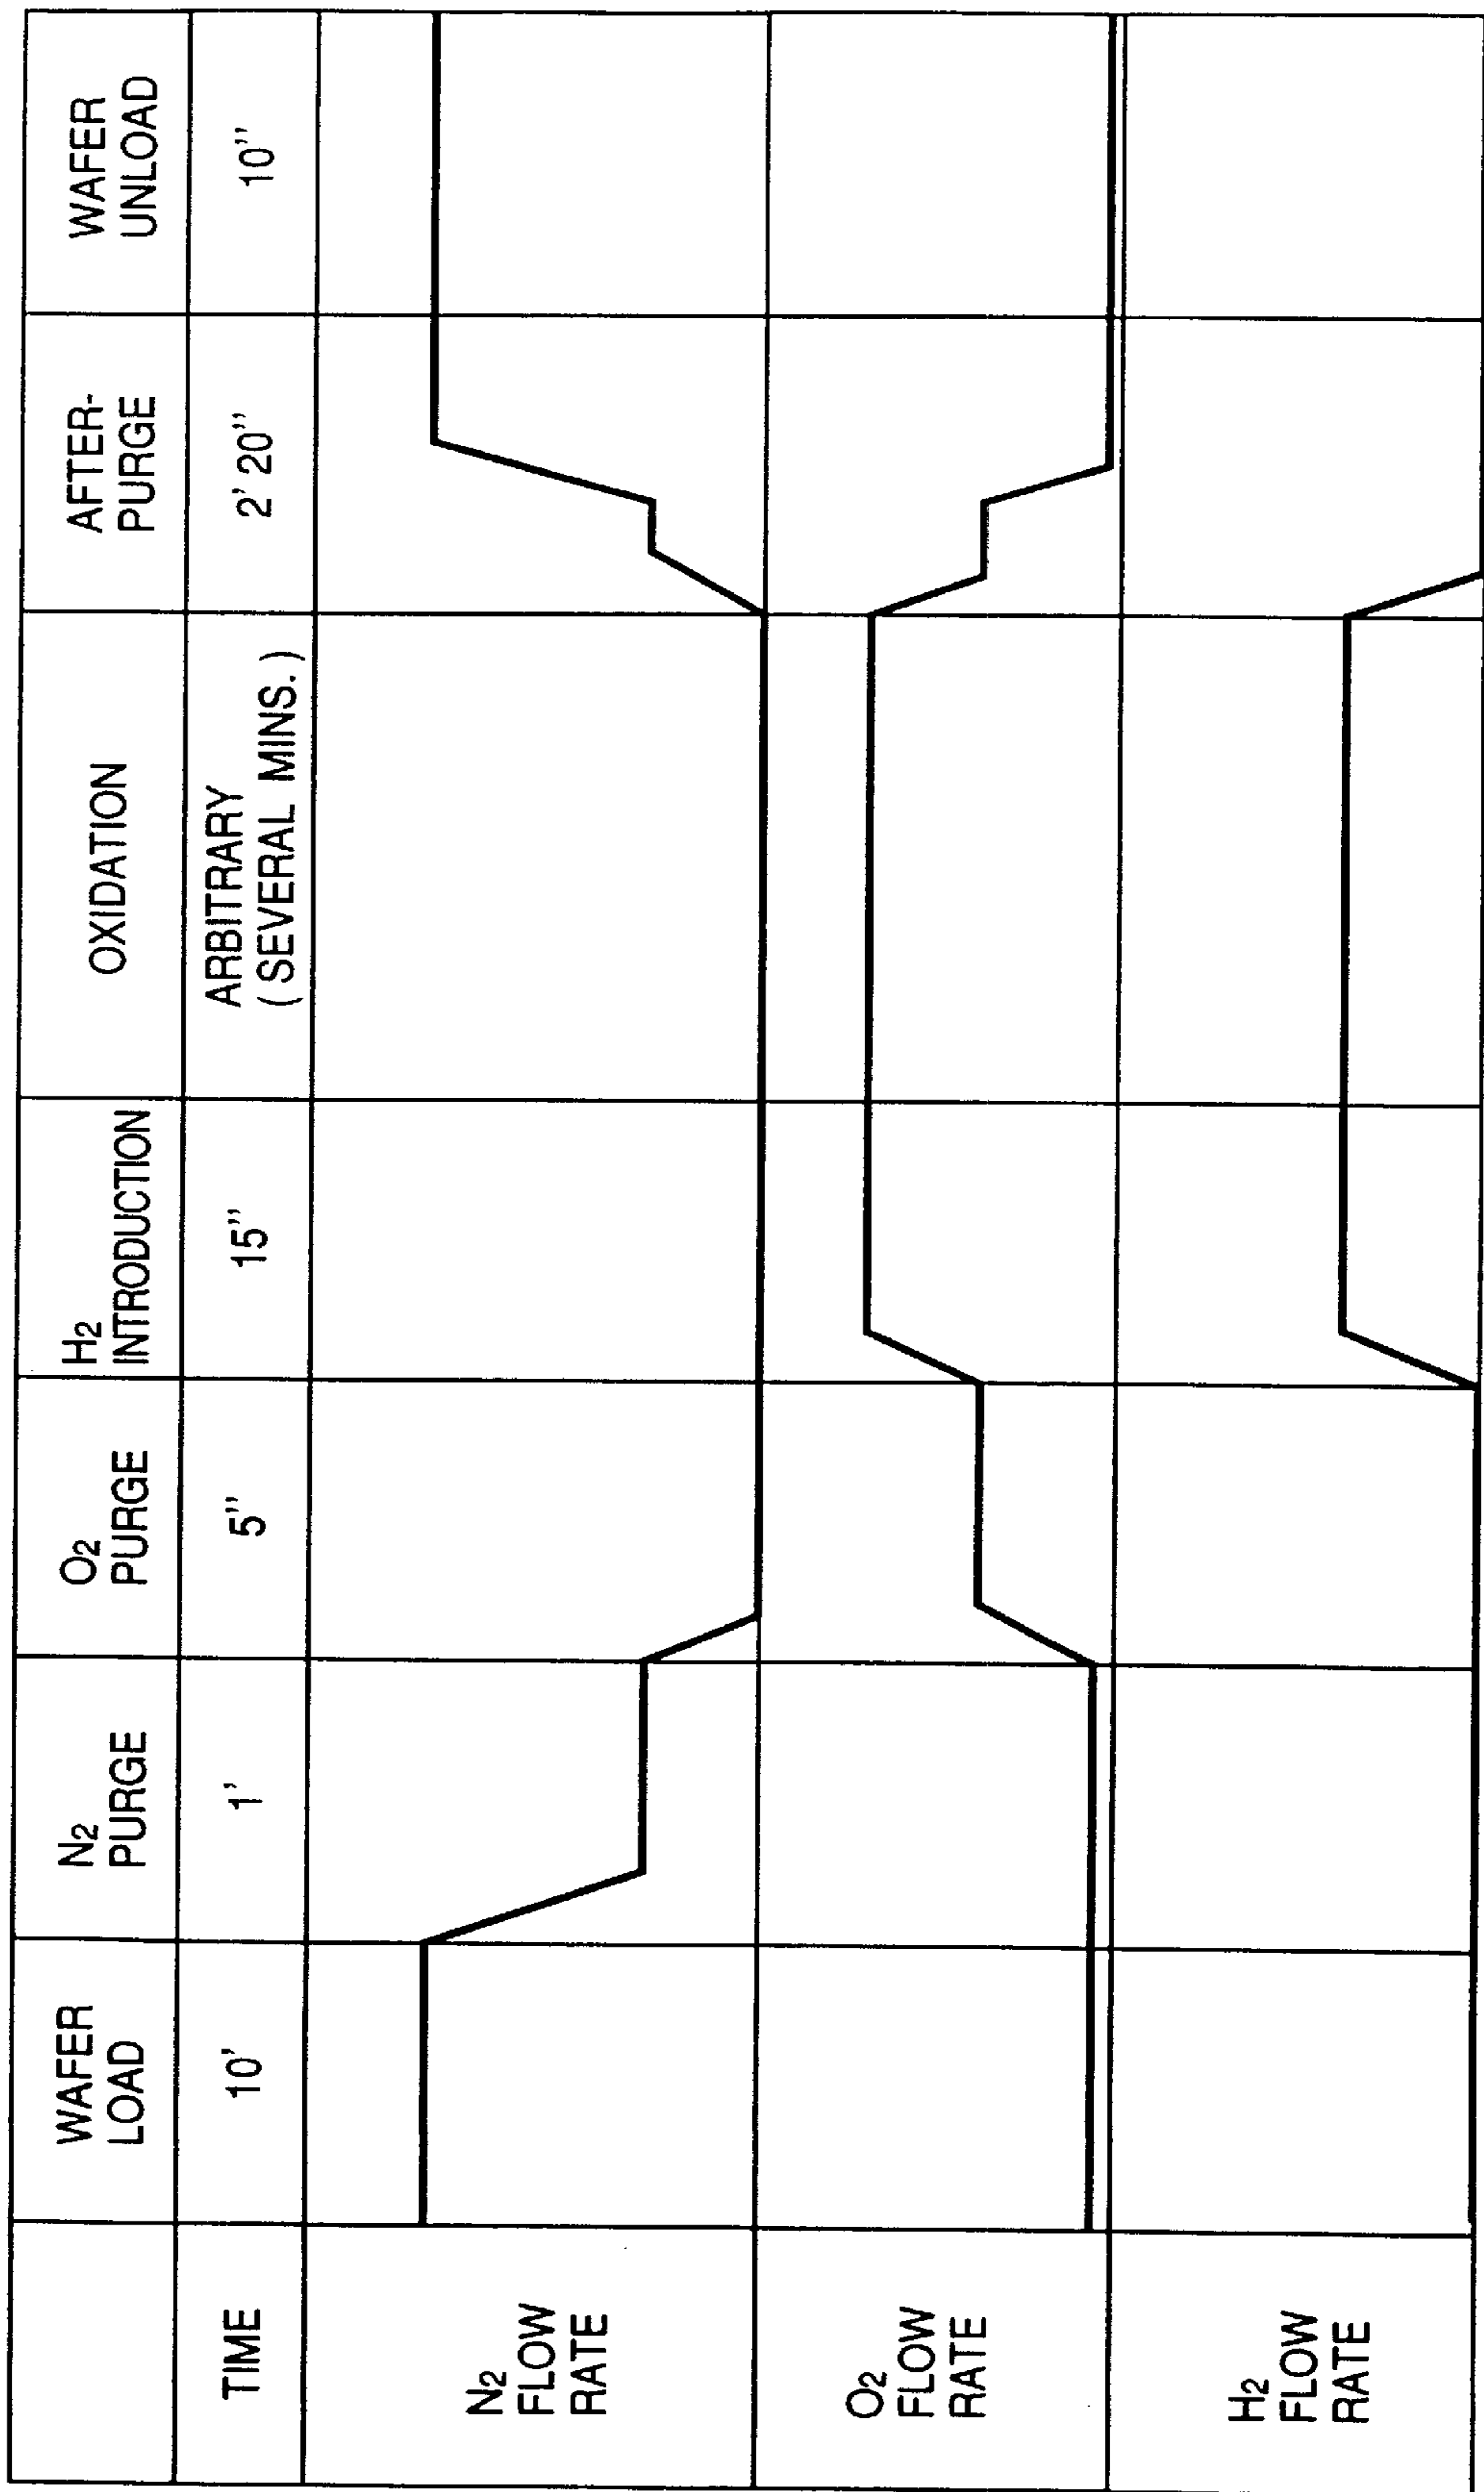 WAFER
LOAD
N2
PURGE
O2
PURGE
H2
INTRODUCTION
OXIDATION
AFTER-
PURGE
WAFER
UNLOAD
TIME
10'
1'
5''
15''
ARBITRARY
( SEVERAL MINS. )
2' 20''
10''
N2
FLOW
RATE
O2
FLOW
RATE
H2
FLOW
RATE